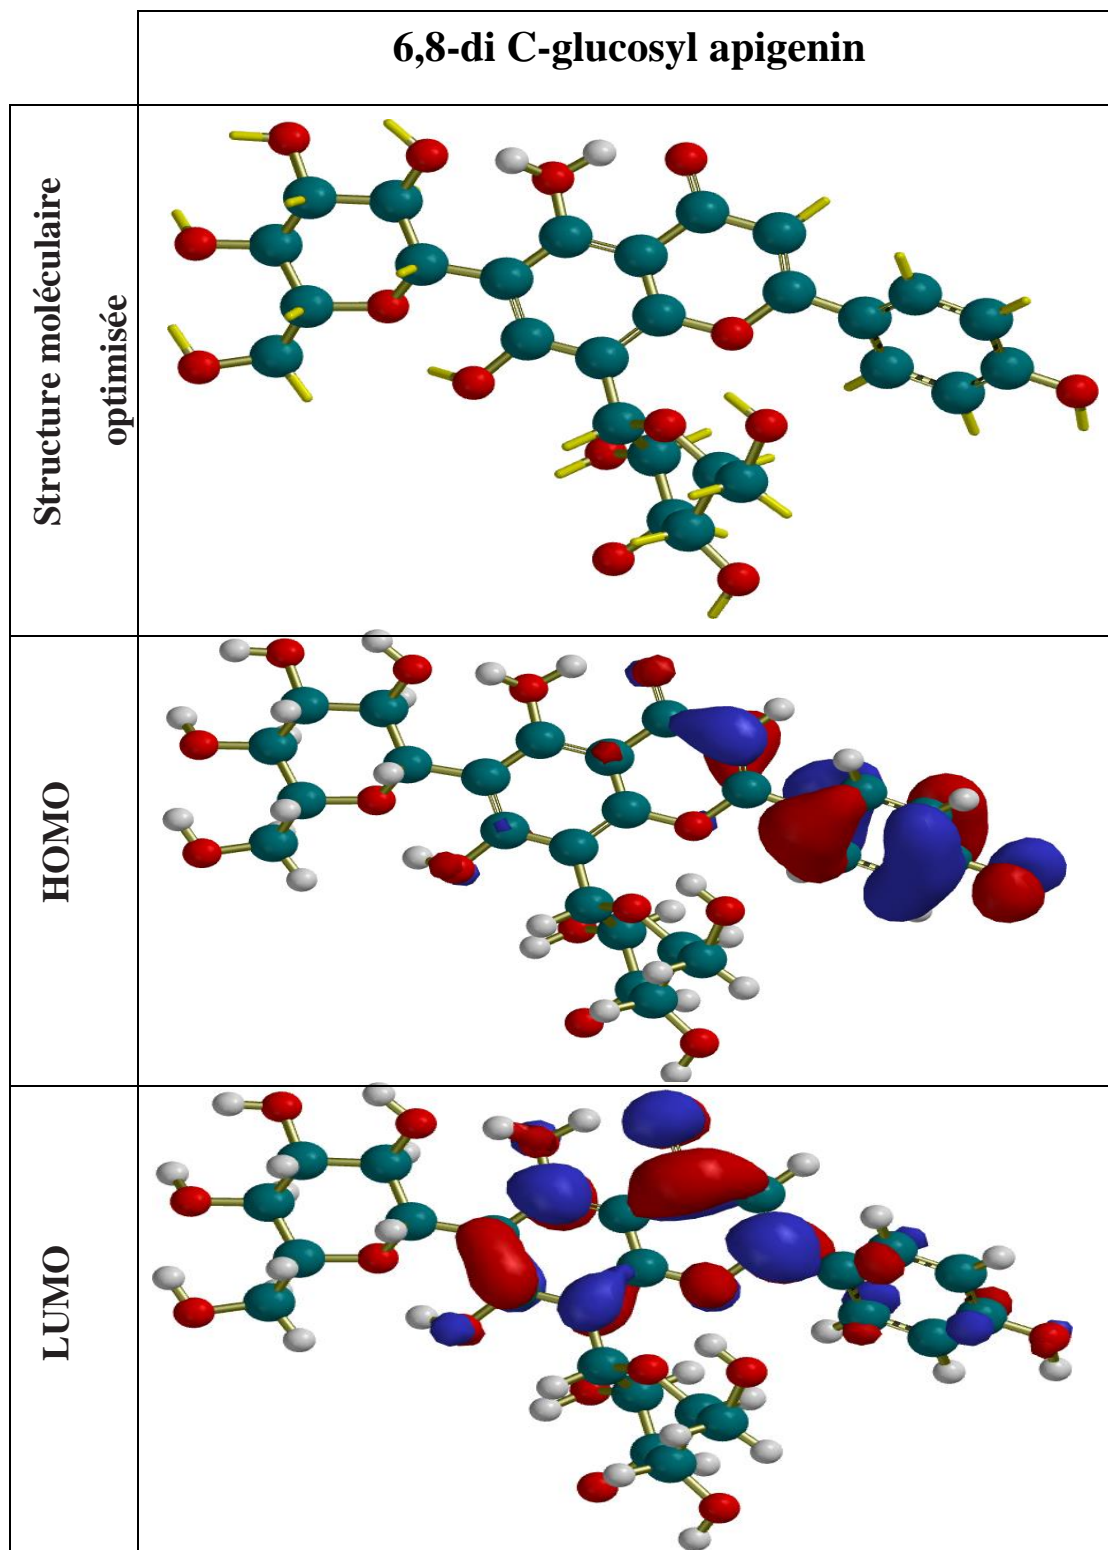 6,8-di C-glucosyl apigenin
Structure moléculaire
optimisée
HOMO
LUMO